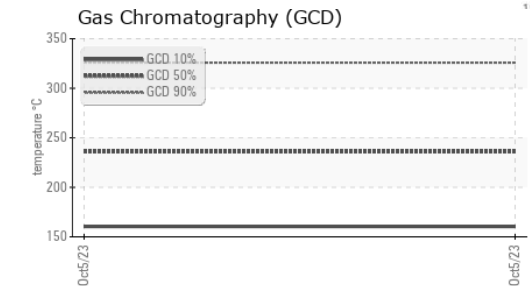 Gas Chromatography (GCD)
350
300
250
200
150
temperature °C
GCD 10%
GCD 50%
GCD 90%
Oct5/23
Oct5/23